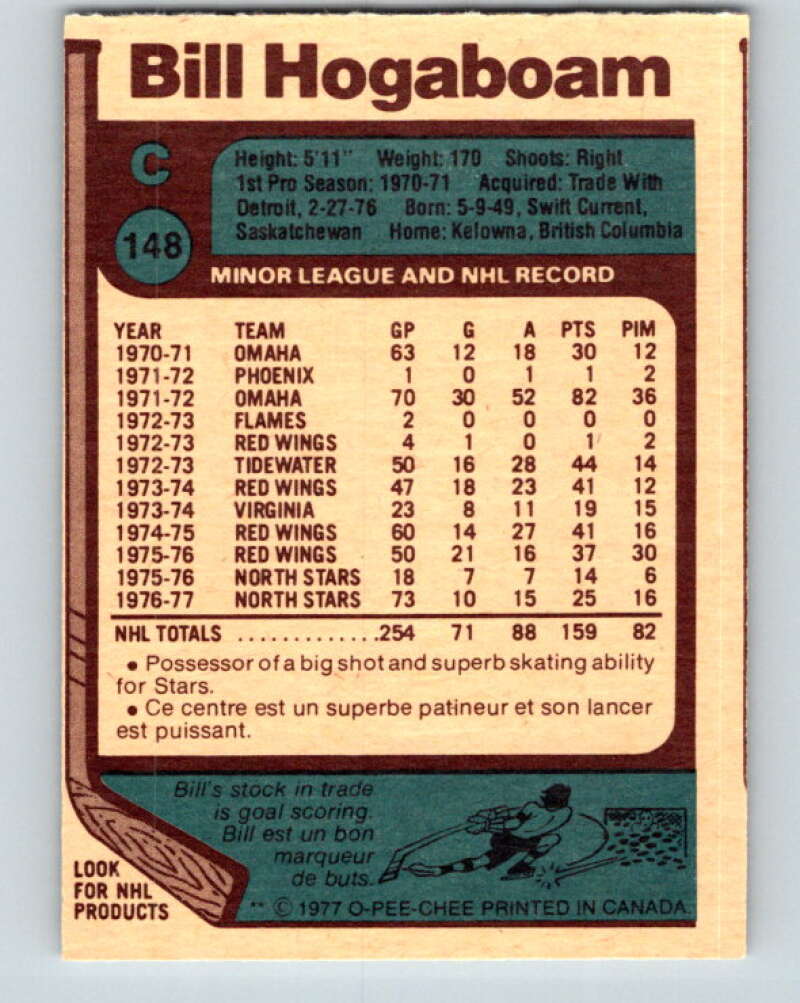 Bill Hogaboam
C
148
Height: 5'11" Weight: 170 Shoots: Right
1st Pro Season: 1970-71 Acquired: Trade With
Detroit, 2-27-76 Born: 5-9-49, Swift Current,
Saskatchewan Home: Kelowna, British Columbia
MINOR LEAGUE AND NHL RECORD
YEAR TEAM GP G A PTS PIM
1970-71 OMAHA 63 12 18 30 12
1971-72 PHOENIX 1 0 1 1 2
1971-72 OMAHA 70 30 52 82 36
1972-73 FLAMES 2 0 0 0 0
1972-73 RED WINGS 4 1 0 1 2
1972-73 TIDEWATER 50 16 28 44 14
1973-74 RED WINGS 47 18 23 41 12
1973-74 VIRGINIA 23 8 11 19 15
1974-75 RED WINGS 60 14 27 41 16
1975-76 RED WINGS 50 21 16 37 30
1975-76 NORTH STARS 18 7 7 14 6
1976-77 NORTH STARS 73 10 15 25 16
NHL TOTALS .............254 71 88 159 82
• Possessor of a big shot and superb skating ability
for Stars.
• Ce centre est un superbe patineur et son lancer
est puissant.
Bill's stock in trade
is goal scoring.
Bill est un bon
marqueur
de buts.
LOOK
FOR NHL
PRODUCTS
** © 1977 O-PEE-CHEE PRINTED IN CANADA.